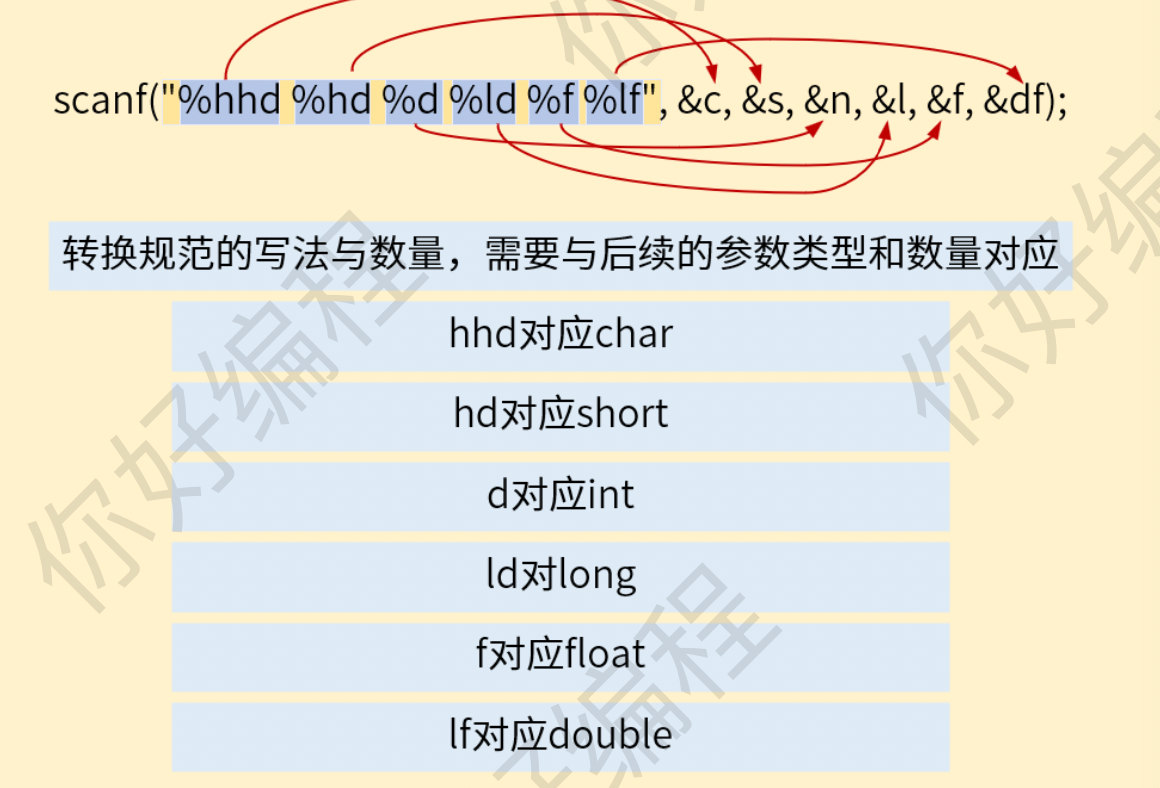 scanf("%hhd %hd %d %ld %f %lf", &c, &s, &n, &l, &f, &df);
转换规范的写法与数量，需要与后续的参数类型和数量对应
hhd对应char
hd对应short
d对应int
ld对long
f对应float
lf对应double
你好编程
你好编
你好编程
编程